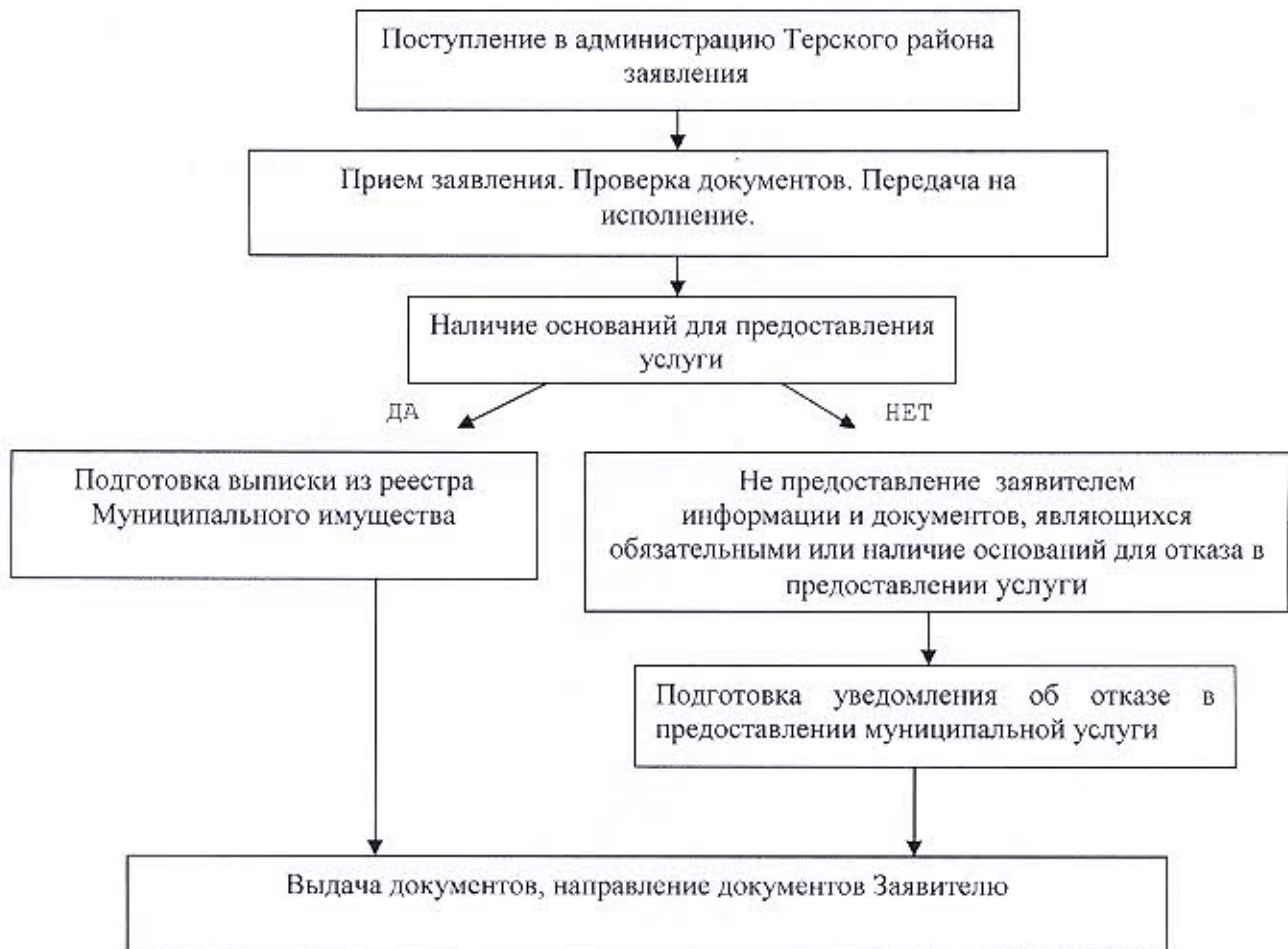 Поступление в администрацию Терского района
заявления
Прием заявления. Проверка документов. Передача на
исполнение.
Наличие оснований для предоставления
услуги
ДА
НЕТ
Подготовка выписки из реестра
Муниципального имущества
Не предоставление заявителем
информации и документов, являющихся
обязательными или наличие оснований для отказа в
предоставлении услуги
Подготовка уведомления об отказе в
предоставлении муниципальной услуги
Выдача документов, направление документов Заявителю